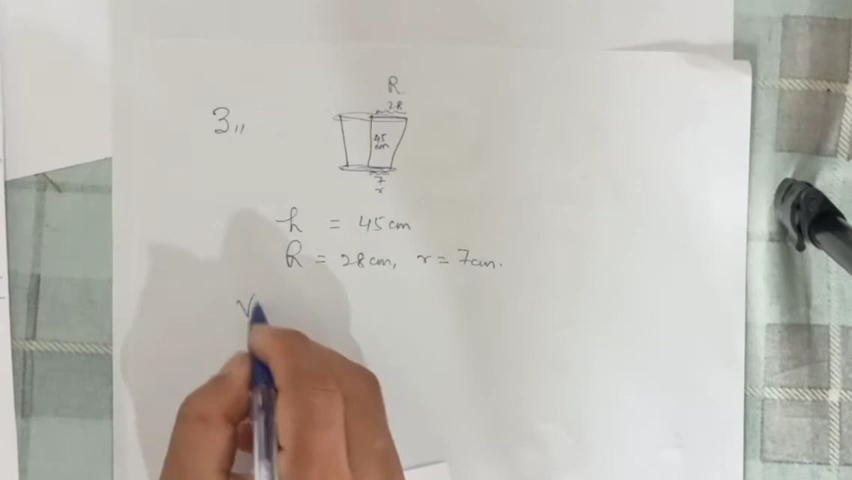 R
28
3,,
45
cm
7
r
h = 45 cm
R = 28 cm, r = 7 cm.
V